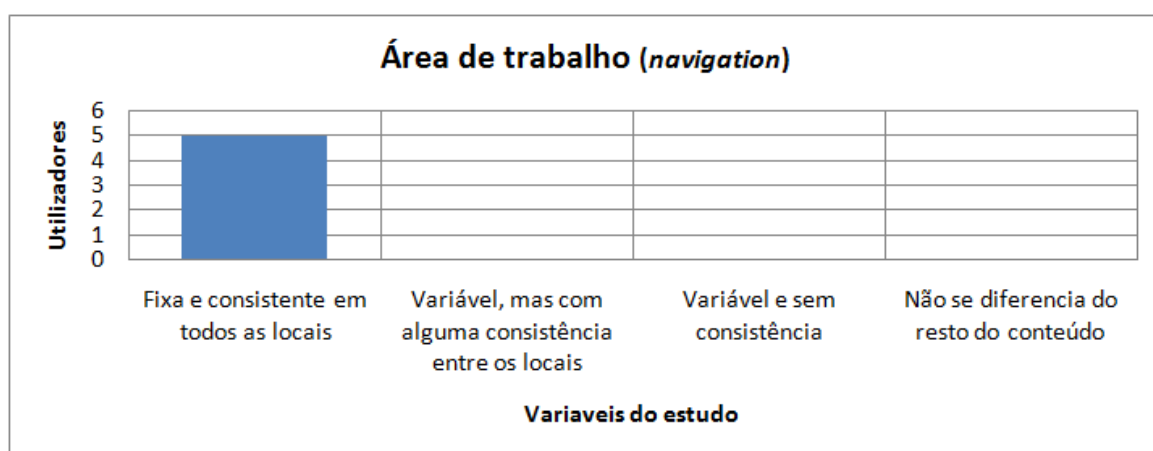 Área de trabalho (navigation)
Utilizadores
6
5
4
3
2
1
0
Fixa e consistente em
todos as locais
Variável, mas com
alguma consistência
entre os locais
Variável e sem
consistência
Não se diferencia do
resto do conteúdo
Variaveis do estudo